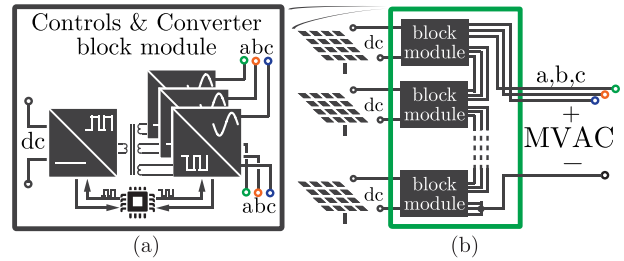 Controls & Converter
block module
abc
dc
abc
(a)
dc
block
module
dc
block
module
dc
block
module
a,b,c
+
MVAC
−
(b)